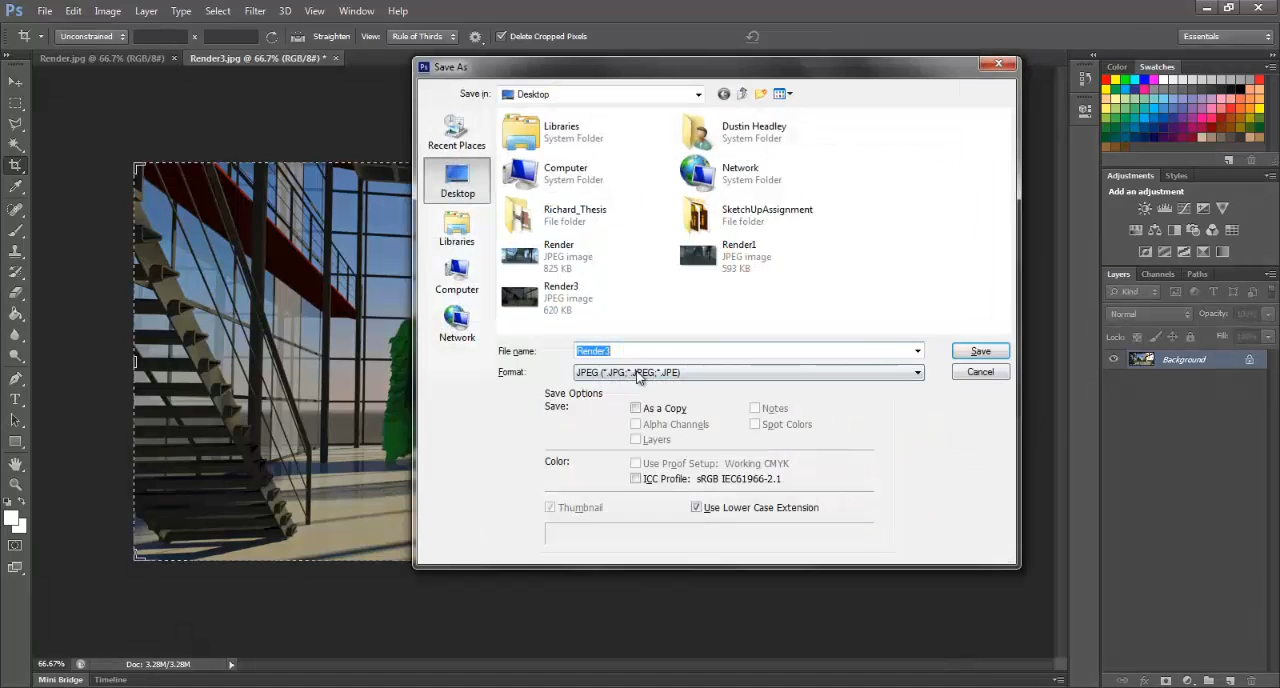 Ps File Edit Image Layer Type Select Filter 3D View Window Help
Unconstrained x Straighten View: Rule of Thirds Delete Cropped Pixels Essentials
Render.jpg @ 66.7% (RGB/8#) × Render3.jpg @ 66.7% (RGB/8#) * ×
Save As
Save in: Desktop
Recent Places
Desktop
Libraries
Computer
Network
Libraries
System Folder
Dustin Headley
System Folder
Computer
System Folder
Network
System Folder
Richard_Thesis
File folder
SketchUpAssignment
File folder
Render
JPEG image
825 KB
Render1
JPEG image
593 KB
Render3
JPEG image
620 KB
File name: Render3 Save
Format: JPEG (*.JPG;*.JPEG;*.JPE) Cancel
Save Options
Save: As a Copy Notes
Alpha Channels Spot Colors
Layers
Color: Use Proof Setup: Working CMYK
ICC Profile: sRGB IEC61966-2.1
Thumbnail Use Lower Case Extension
Color Swatches
Adjustments Styles
Add an adjustment
Layers Channels Paths
Kind
Normal Opacity: 100%
Lock: Fill: 100%
Background
66.67% Doc: 3.28M/3.28M
Mini Bridge Timeline